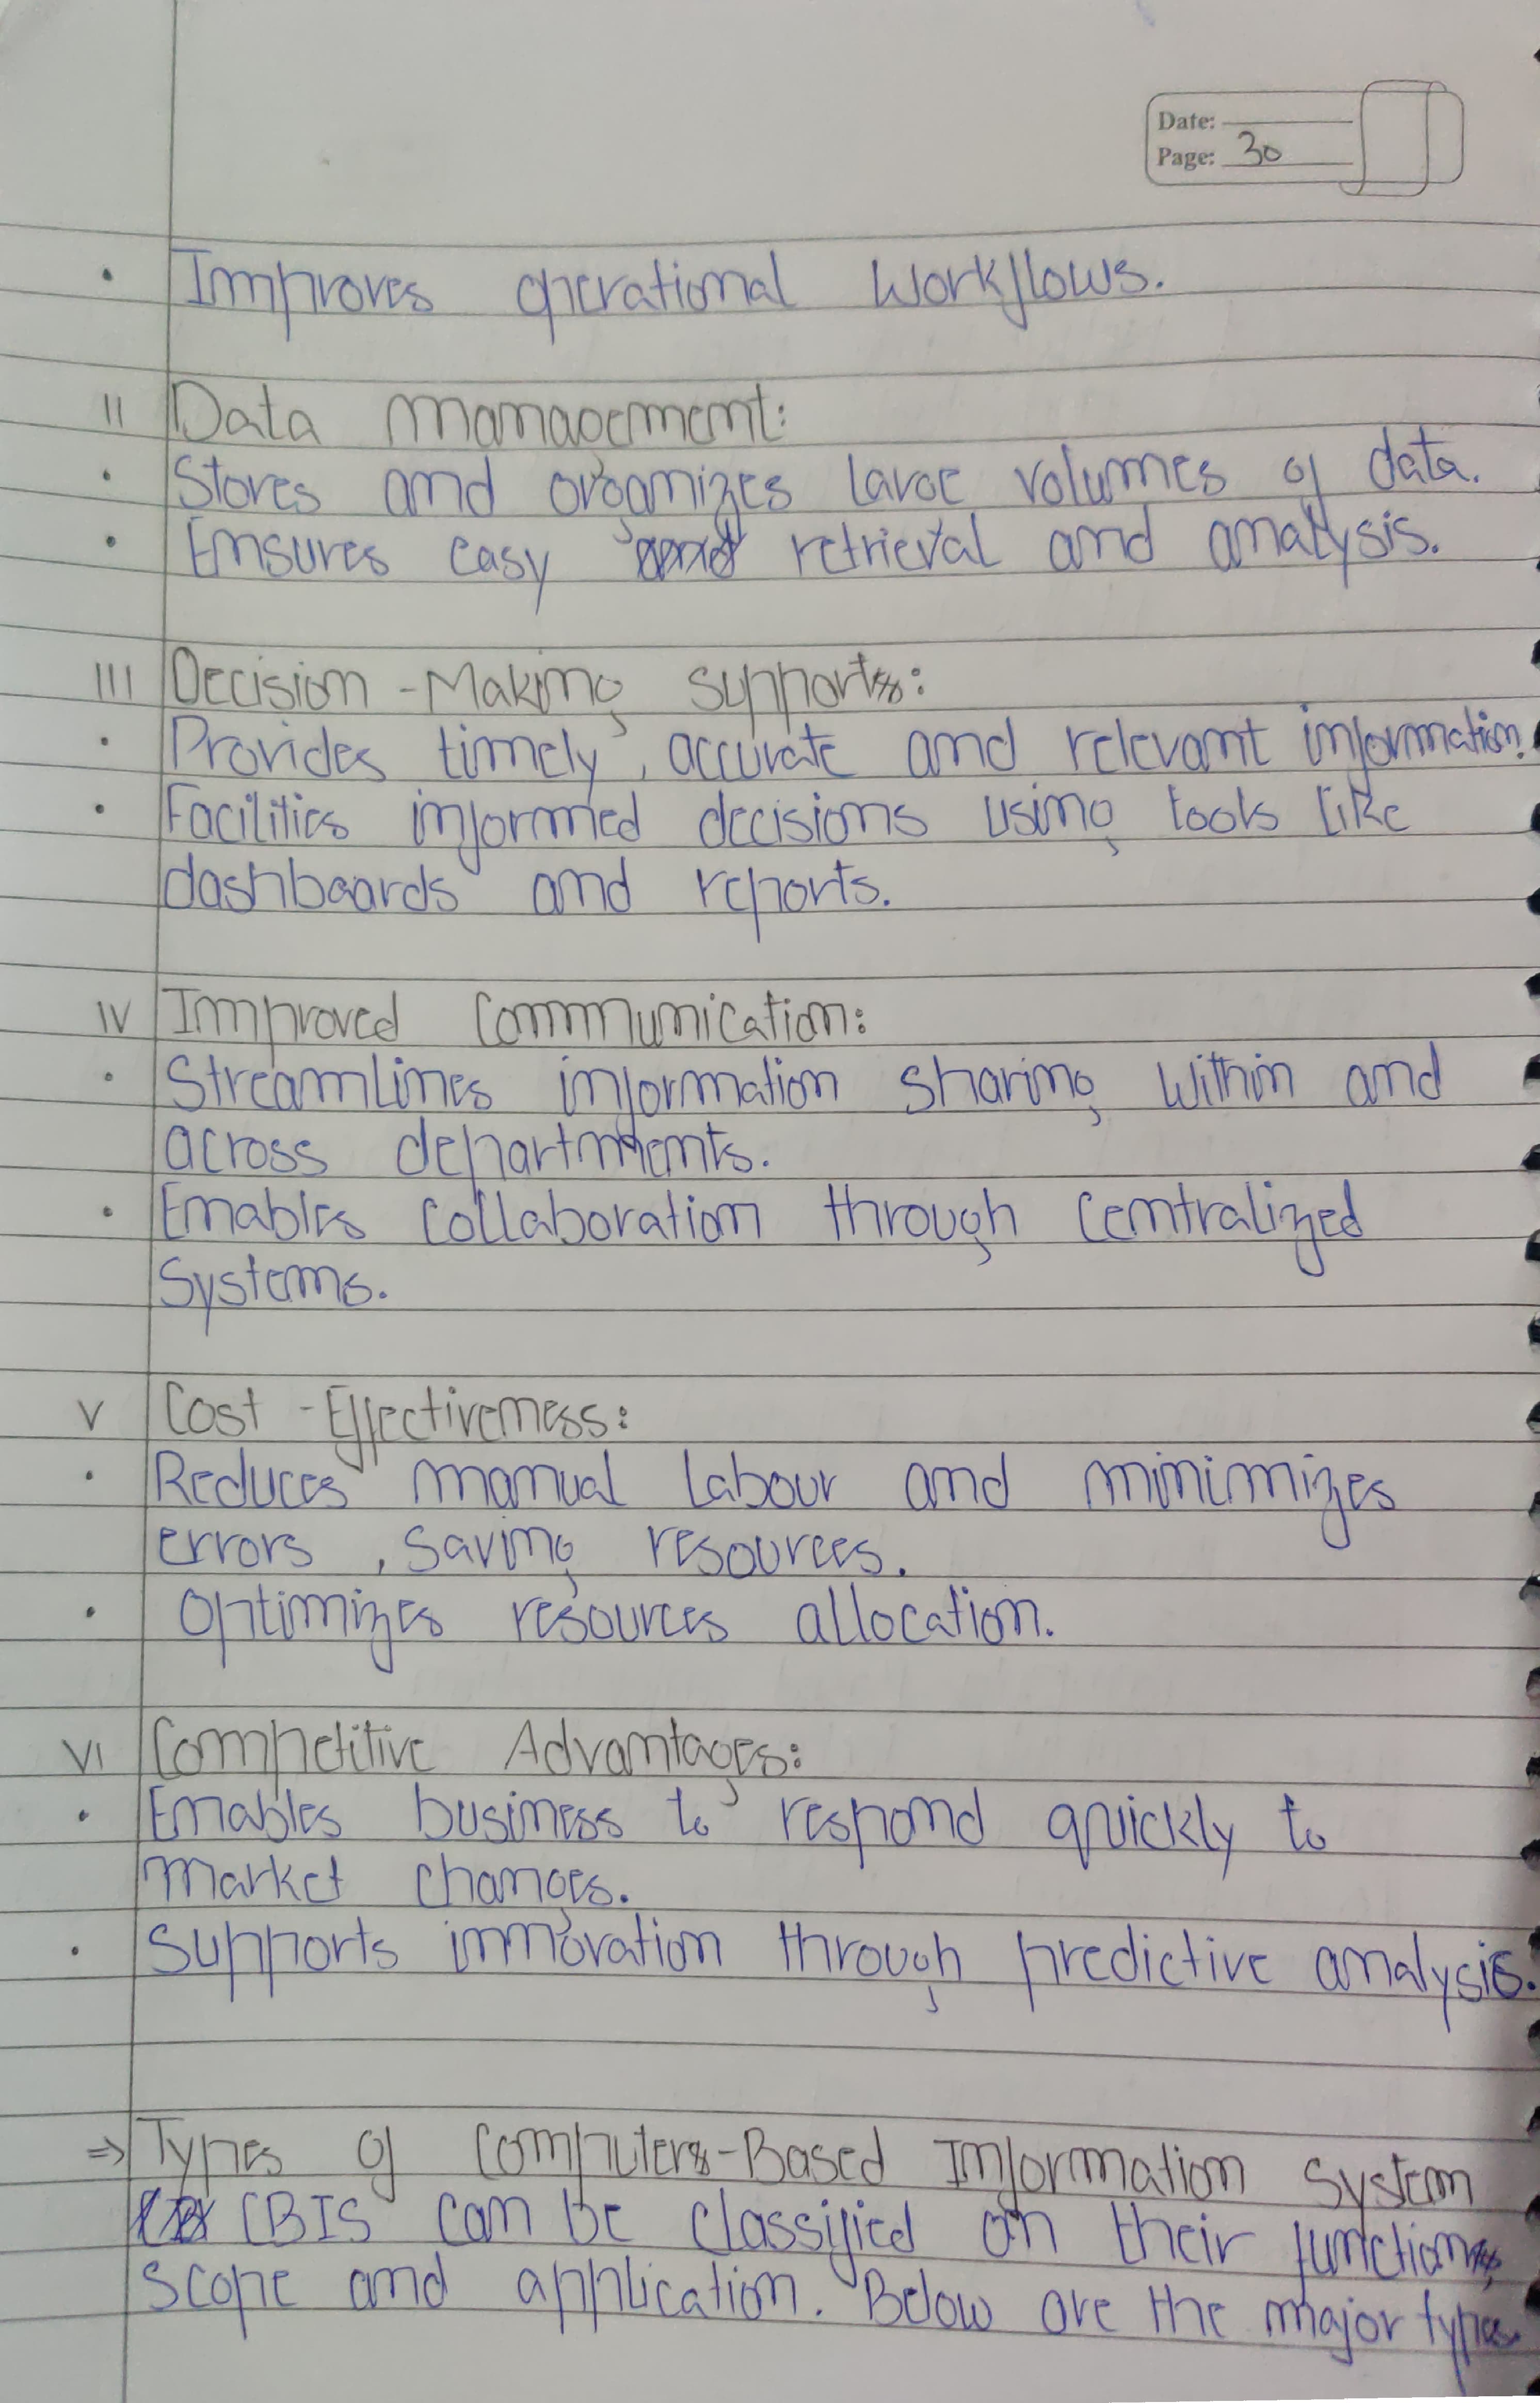 Date:
Page: 30
• Improves operational workflows.
II Data management:
• Stores and organizes large volumes of data.
• Ensures easy retrieval and analysis.
III Decision-Making support:
• Provides timely, accurate and relevant information.
• Facilities informed decisions using tools like
dashboards and reports.
IV Improved Communication:
• Streamlines information sharing within and
across departments.
• Enables collaboration through centralized
systems.
V Cost-Effectiveness:
• Reduces manual labour and minimizes
errors, saving resources.
• Optimizes resources allocation.
VI Competitive Advantages:
• Enables business to respond quickly to
market changes.
• Supports innovation through predictive analysis.
⇒ Types of Computer-Based Information System
CBIS can be classified on their function,
scope and application. Below are the major types